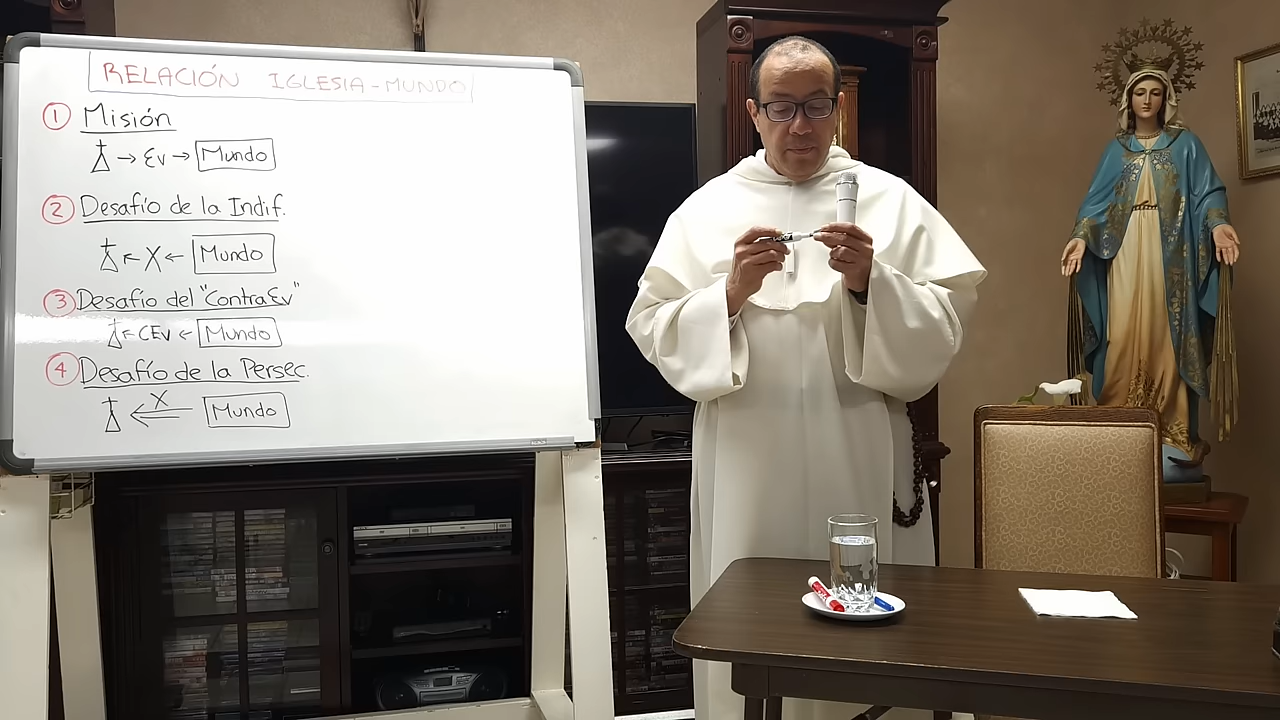 RELACIÓN IGLESIA-MUNDO
① Misión
→ Ev → Mundo
② Desafío de la Indif.
← X ← Mundo
③ Desafío del "ContraEv"
← CEv ← Mundo
④ Desafío de la Persec.
X
Mundo